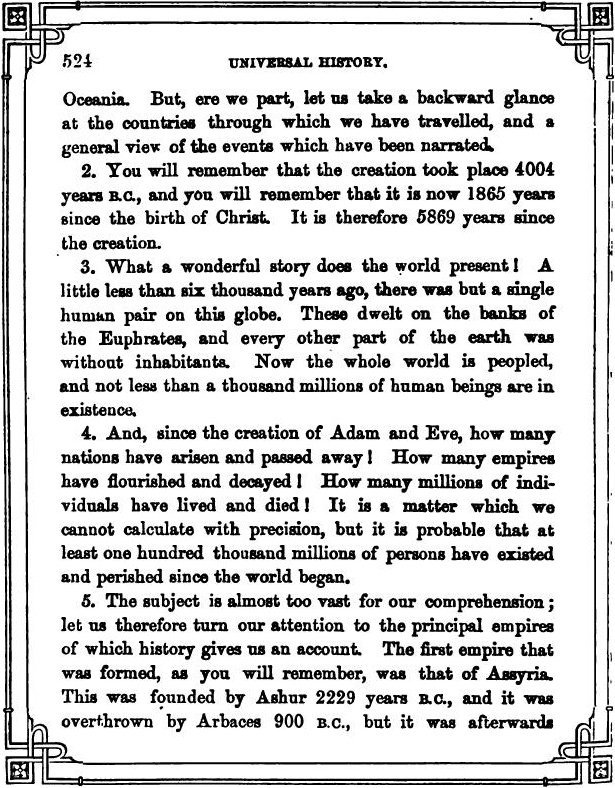 524 UNIVERSAL HISTORY.
Oceania. But, ere we part, let us take a backward glance
at the countries through which we have travelled, and a
general view of the events which have been narrated.
2. You will remember that the creation took place 4004
years B.C., and you will remember that it is now 1865 years
since the birth of Christ. It is therefore 5869 years since
the creation.
3. What a wonderful story does the world present! A
little less than six thousand years ago, there was but a single
human pair on this globe. These dwelt on the banks of
the Euphrates, and every other part of the earth was
without inhabitants. Now the whole world is peopled,
and not less than a thousand millions of human beings are in
existence.
4. And, since the creation of Adam and Eve, how many
nations have arisen and passed away! How many empires
have flourished and decayed! How many millions of indi-
viduals have lived and died! It is a matter which we
cannot calculate with precision, but it is probable that at
least one hundred thousand millions of persons have existed
and perished since the world began.
5. The subject is almost too vast for our comprehension;
let us therefore turn our attention to the principal empires
of which history gives us an account. The first empire that
was formed, as you will remember, was that of Assyria.
This was founded by Ashur 2229 years B.C., and it was
overthrown by Arbaces 900 B.C., but it was afterwards